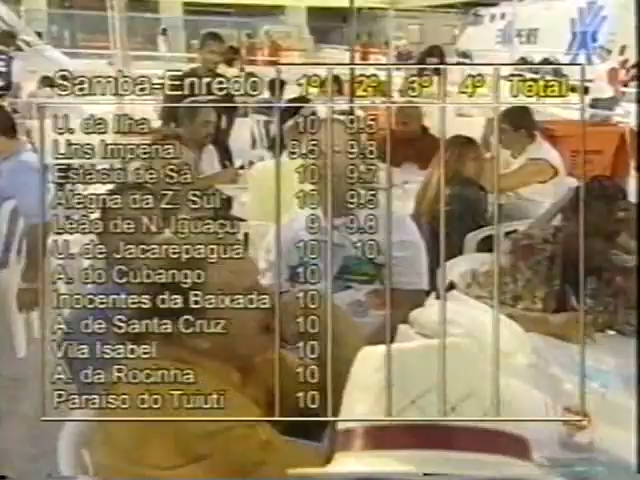 Samba-Enredo 1º 2º 3º 4º Total
U. da Ilha 10 9.5
Lins Imperial 9.5 9.8
Estácio de Sá 10 9.7
Alegria da Z. Sul 10 9.5
Leão de N. Iguaçu 9 9.8
U. de Jacarepaguá 10 10
A. do Cubango 10
Inocentes da Baixada 10
A. de Santa Cruz 10
Vila Isabel 10
A. da Rocinha 10
Paraíso do Tuiuti 10